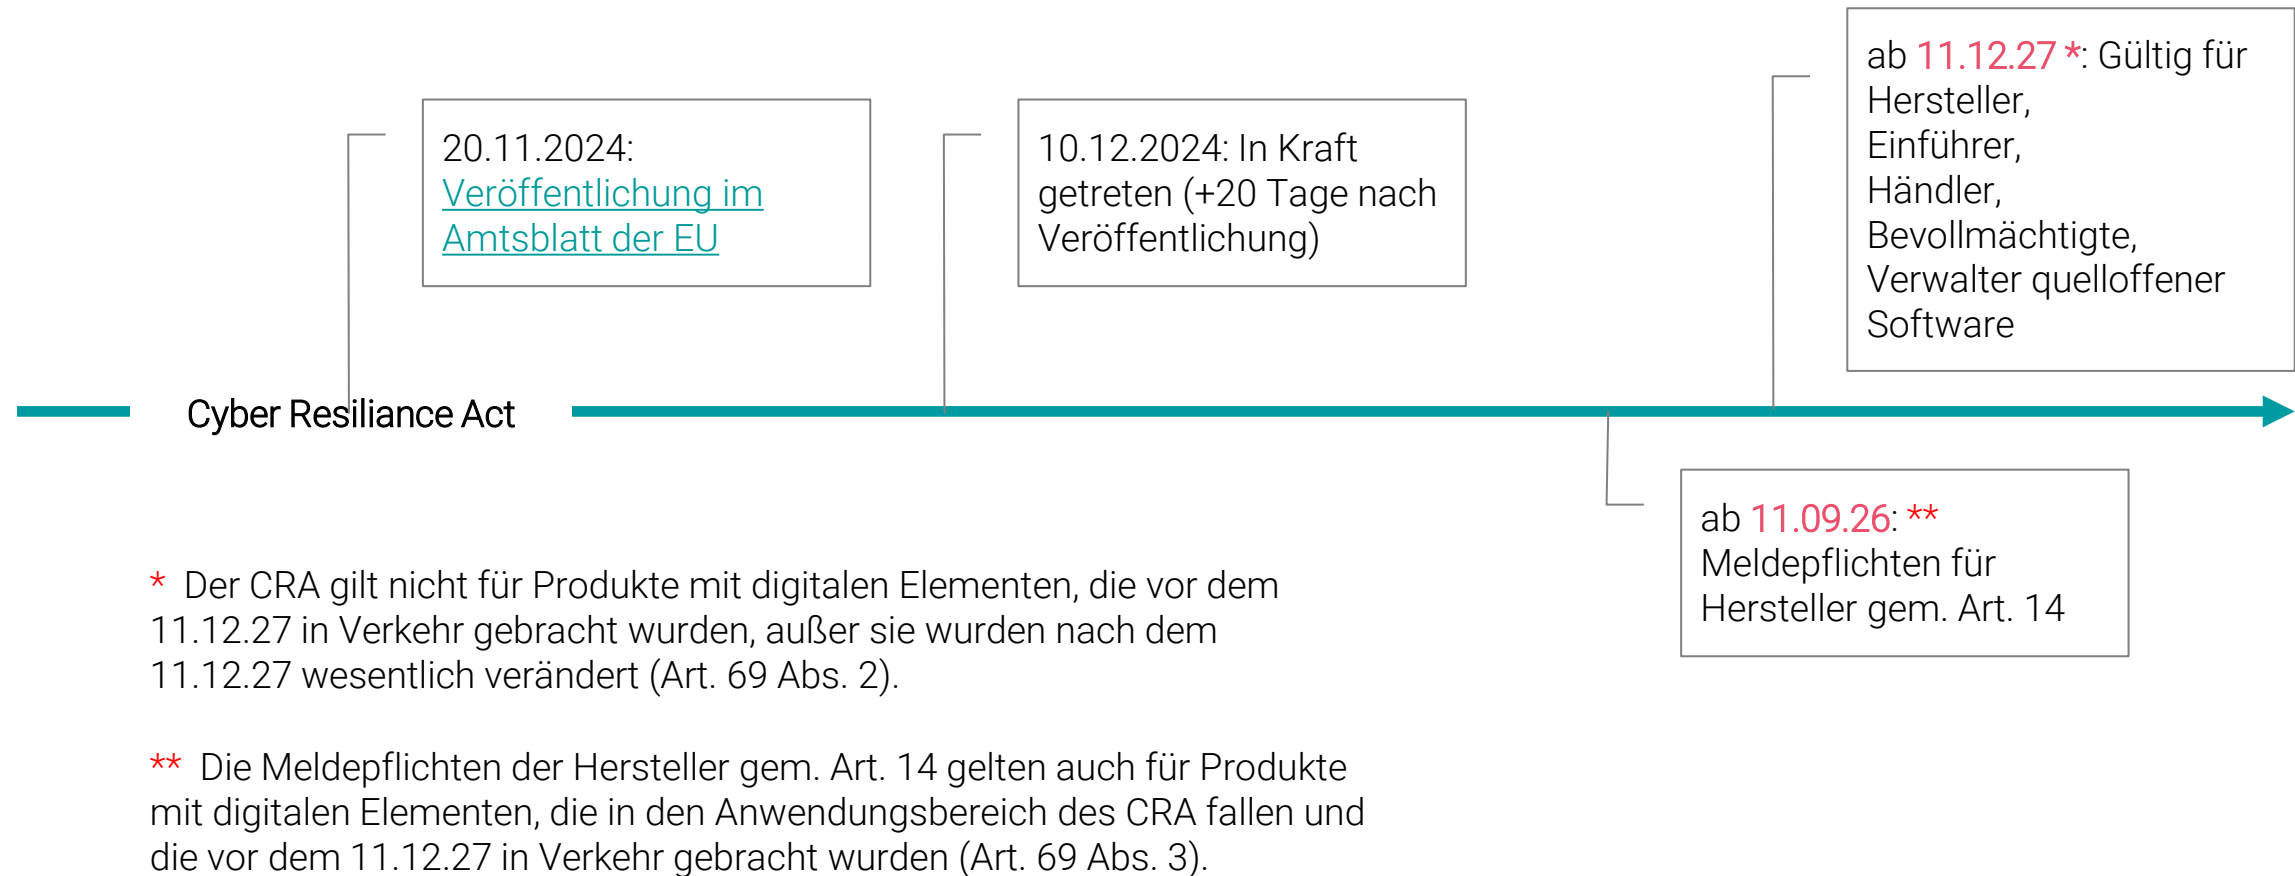 20.11.2024:
Veröffentlichung im
Amtsblatt der EU
10.12.2024: In Kraft
getreten (+20 Tage nach
Veröffentlichung)
ab 11.12.27 *: Gültig für
Hersteller,
Einführer,
Händler,
Bevollmächtigte,
Verwalter quelloffener
Software
Cyber Resiliance Act
ab 11.09.26: **
Meldepflichten für
Hersteller gem. Art. 14
* Der CRA gilt nicht für Produkte mit digitalen Elementen, die vor dem
11.12.27 in Verkehr gebracht wurden, außer sie wurden nach dem
11.12.27 wesentlich verändert (Art. 69 Abs. 2).
** Die Meldepflichten der Hersteller gem. Art. 14 gelten auch für Produkte
mit digitalen Elementen, die in den Anwendungsbereich des CRA fallen und
die vor dem 11.12.27 in Verkehr gebracht wurden (Art. 69 Abs. 3).